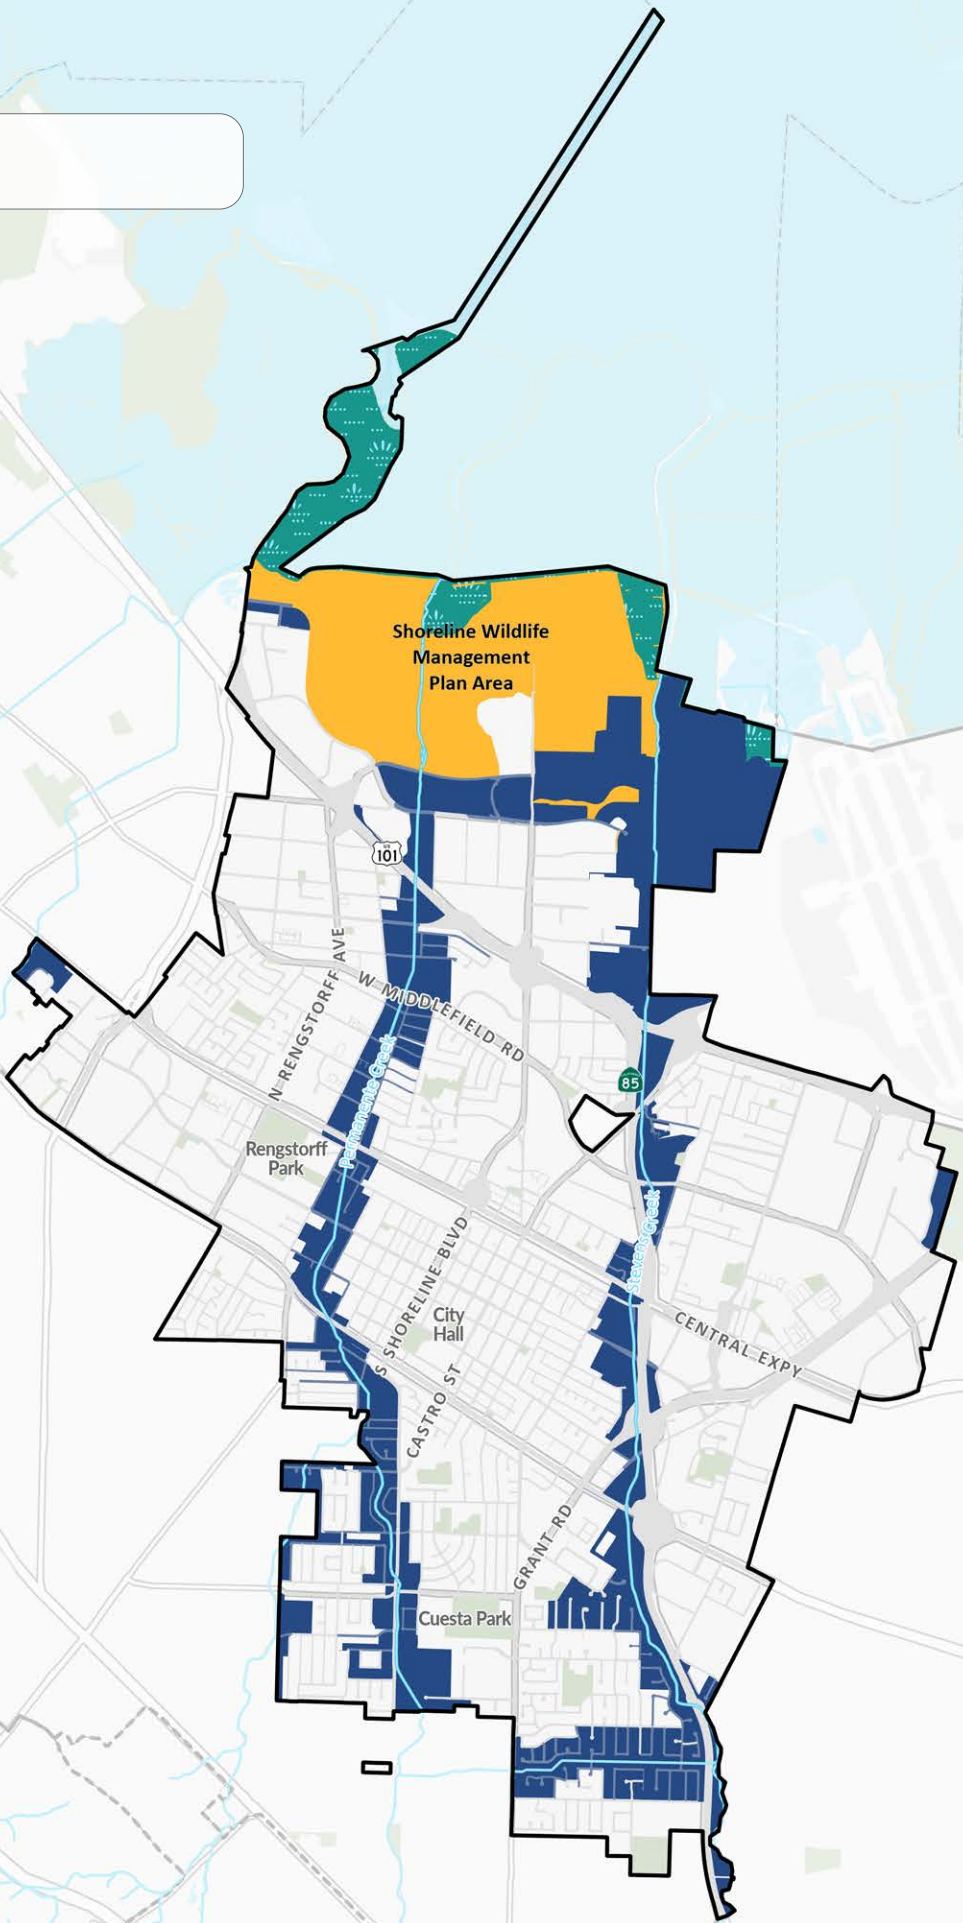 Shoreline Wildlife
Management
Plan Area
US
101
N RENGSTORFF AVE
W MIDDLEFIELD RD
85
Permanente Creek
Rengstorff
Park
Stevens Creek
S SHORELINE BLVD
City
Hall
CENTRAL EXPY
CASTRO ST
GRANT RD
Cuesta Park